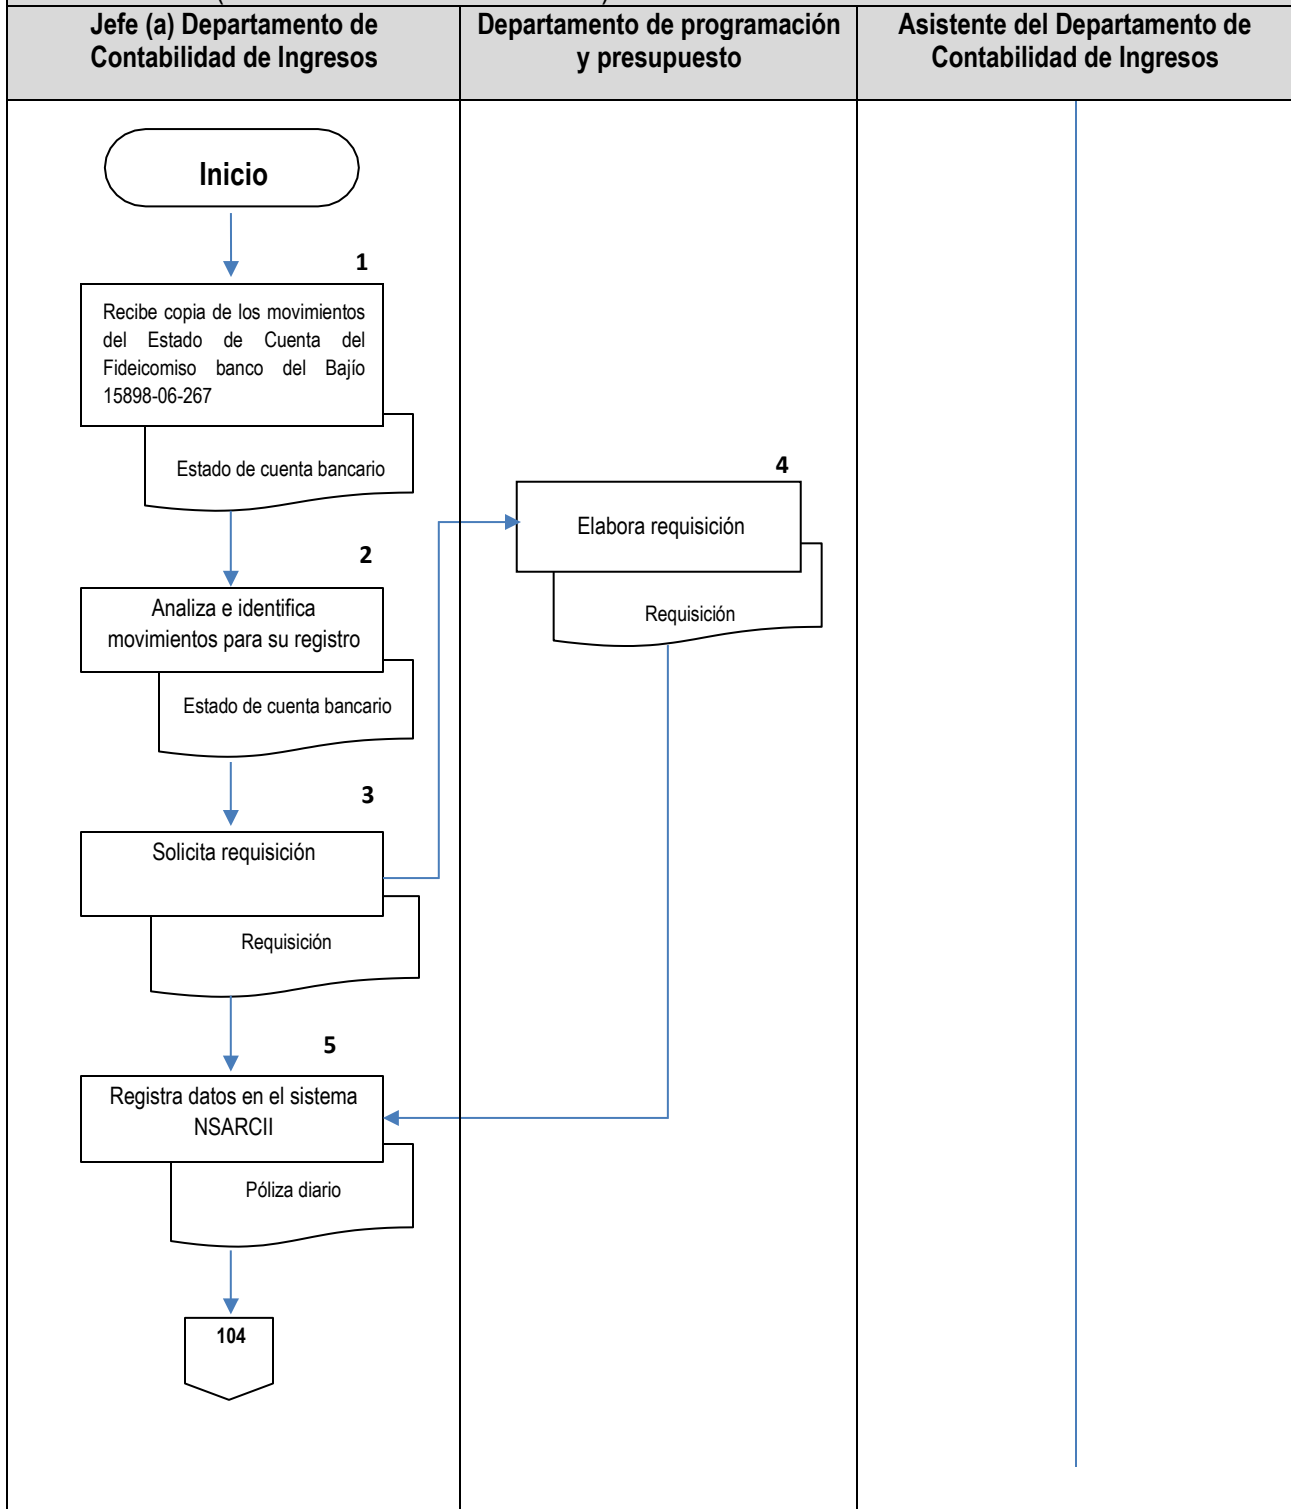 Jefe (a) Departamento de
Contabilidad de Ingresos
Departamento de programación
y presupuesto
Asistente del Departamento de
Contabilidad de Ingresos
Inicio
1
Recibe copia de los movimientos
del Estado de Cuenta del
Fideicomiso banco del Bajío
15898-06-267
Estado de cuenta bancario
2
Analiza e identifica
movimientos para su registro
Estado de cuenta bancario
3
Solicita requisición
Requisición
4
Elabora requisición
Requisición
5
Registra datos en el sistema
NSARCII
Póliza diario
104